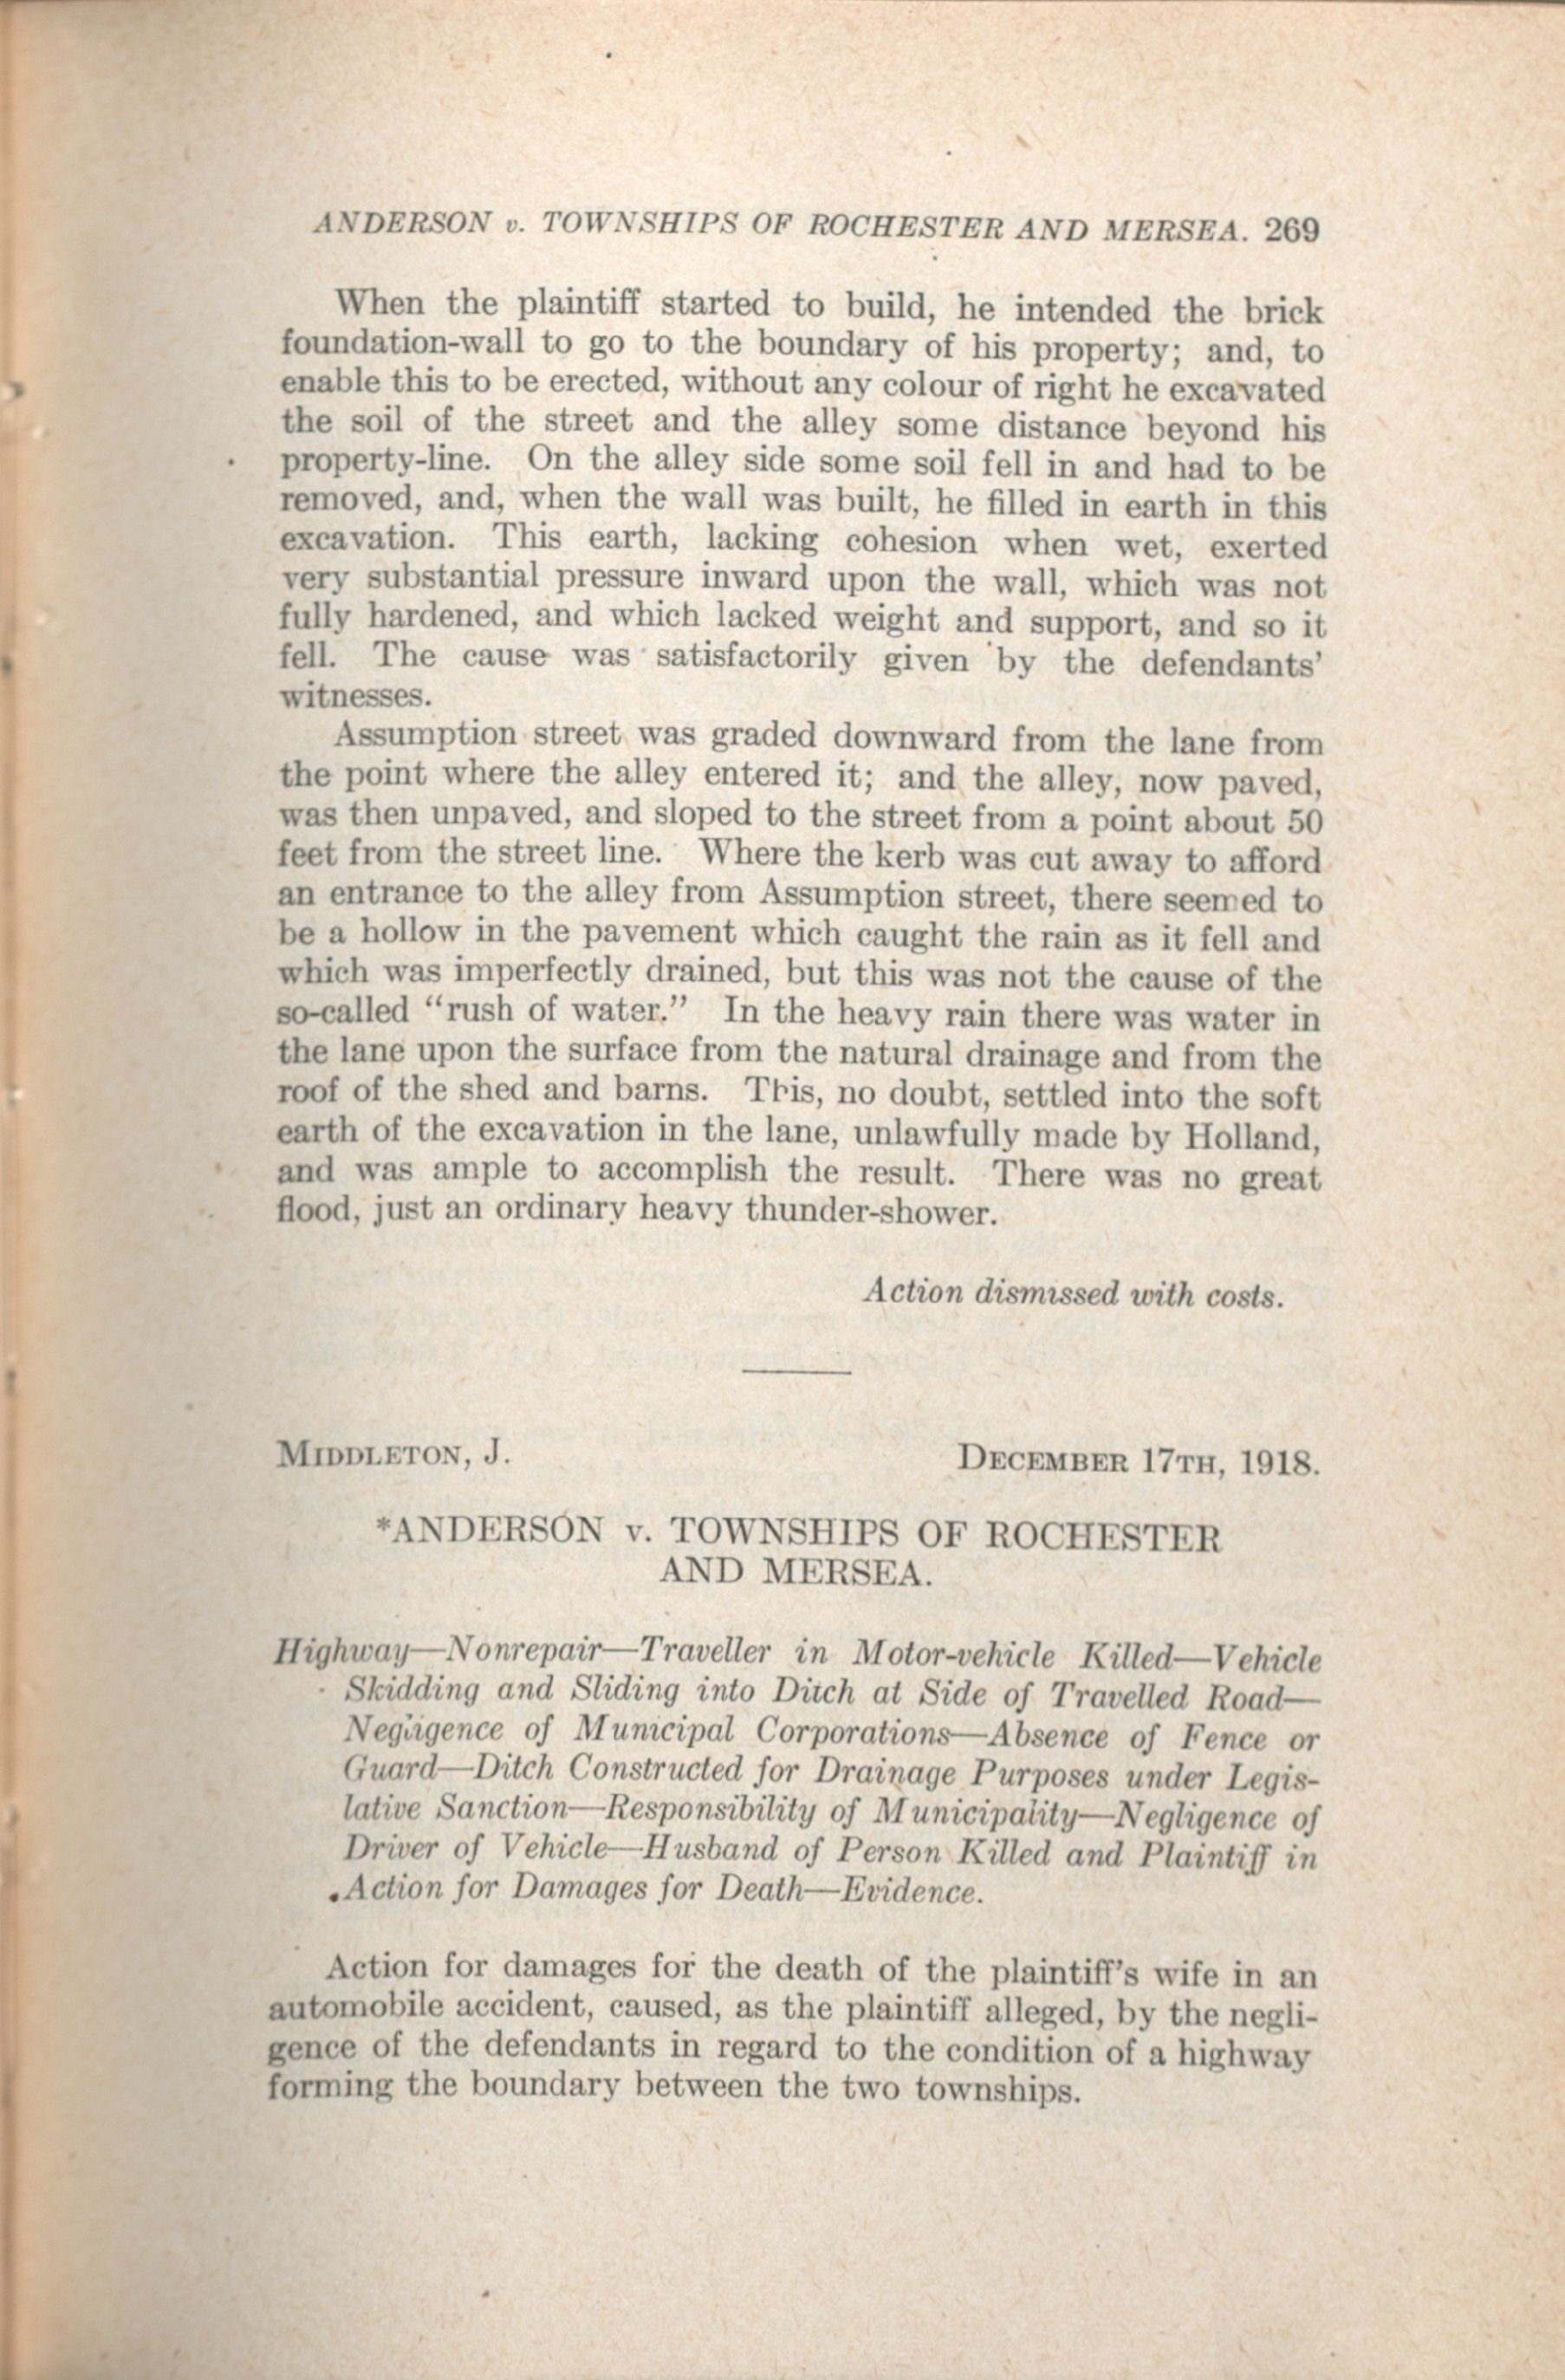 ANDERSON v. TOWNSHIPS OF ROCHESTER AND MERSEA. 269
When the plaintiff started to build, he intended the brick
foundation-wall to go to the boundary of his property; and, to
enable this to be erected, without any colour of right he excavated
the soil of the street and the alley some distance beyond his
property-line. On the alley side some soil fell in and had to be
removed, and, when the wall was built, he filled in earth in this
excavation. This earth, lacking cohesion when wet, exerted
very substantial pressure inward upon the wall, which was not
fully hardened, and which lacked weight and support, and so it
fell. The cause was satisfactorily given by the defendants'
witnesses.
Assumption street was graded downward from the lane from
the point where the alley entered it; and the alley, now paved,
was then unpaved, and sloped to the street from a point about 50
feet from the street line. Where the kerb was cut away to afford
an entrance to the alley from Assumption street, there seemed to
be a hollow in the pavement which caught the rain as it fell and
which was imperfectly drained, but this was not the cause of the
so-called "rush of water." In the heavy rain there was water in
the lane upon the surface from the natural drainage and from the
roof of the shed and barns. This, no doubt, settled into the soft
earth of the excavation in the lane, unlawfully made by Holland,
and was ample to accomplish the result. There was no great
flood, just an ordinary heavy thunder-shower.
Action dismissed with costs.
MIDDLETON, J. DECEMBER 17TH, 1918.
*ANDERSON v. TOWNSHIPS OF ROCHESTER
AND MERSEA.
Highway—Nonrepair—Traveller in Motor-vehicle Killed—Vehicle
Skidding and Sliding into Ditch at Side of Travelled Road—
Negligence of Municipal Corporations—Absence of Fence or
Guard—Ditch Constructed for Drainage Purposes under Legis-
lative Sanction—Responsibility of Municipality—Negligence of
Driver of Vehicle—Husband of Person Killed and Plaintiff in
Action for Damages for Death—Evidence.
Action for damages for the death of the plaintiff's wife in an
automobile accident, caused, as the plaintiff alleged, by the negli-
gence of the defendants in regard to the condition of a highway
forming the boundary between the two townships.